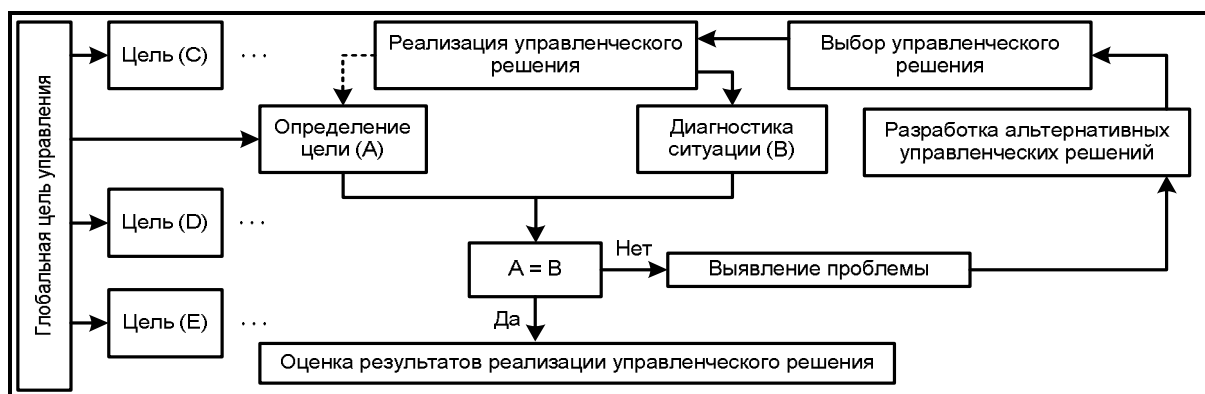 Глобальная цель управления
Цель (C)
. . .
Реализация управленческого
решения
Выбор управленческого
решения
Определение
цели (A)
Диагностика
ситуации (B)
Разработка альтернативных
управленческих решений
Цель (D)
. . .
A = B
Нет
Выявление проблемы
Цель (E)
. . .
Да
Оценка результатов реализации управленческого решения